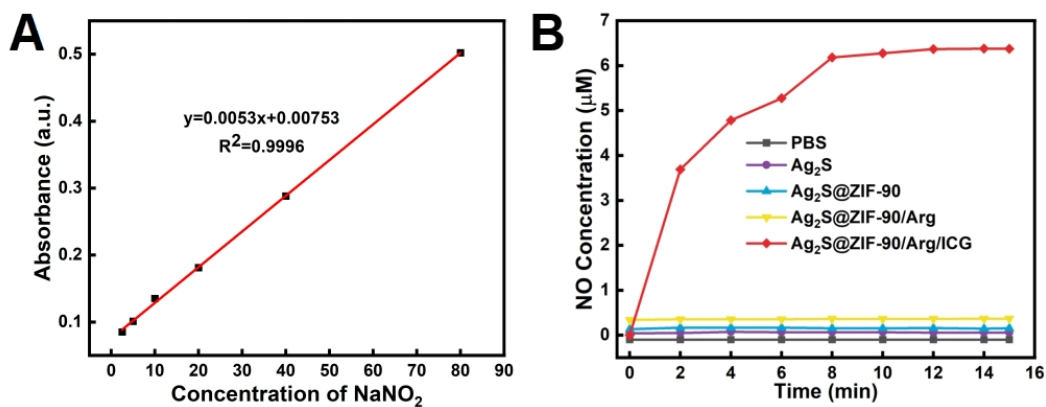 A
0.5
0.4
0.3
0.2
0.1
Absorbance (a.u.)
y=0.0053x+0.00753
R²=0.9996
0 10 20 30 40 50 60 70 80 90
Concentration of NaNO₂
B
7
6
5
4
3
2
1
0
NO Concentration (μM)
PBS
Ag₂S
Ag₂S@ZIF-90
Ag₂S@ZIF-90/Arg
Ag₂S@ZIF-90/Arg/ICG
0 2 4 6 8 10 12 14 16
Time (min)